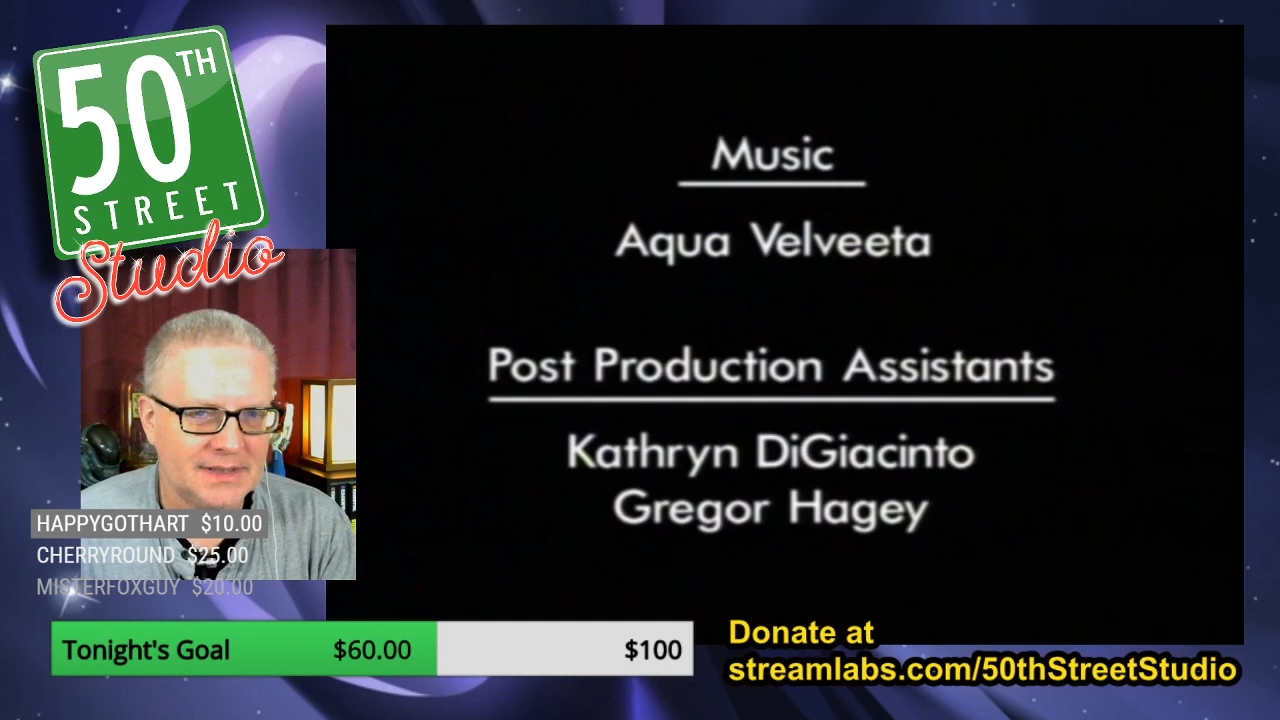 50TH
STREET
Studio
Music
Aqua Velveeta
Post Production Assistants
Kathryn DiGiacinto
Gregor Hagey
HAPPYGOTHART $10.00
CHERRYROUND $25.00
MISTERFOXGUY $20.00
Tonight's Goal $60.00 $100
Donate at
streamlabs.com/50thStreetStudio